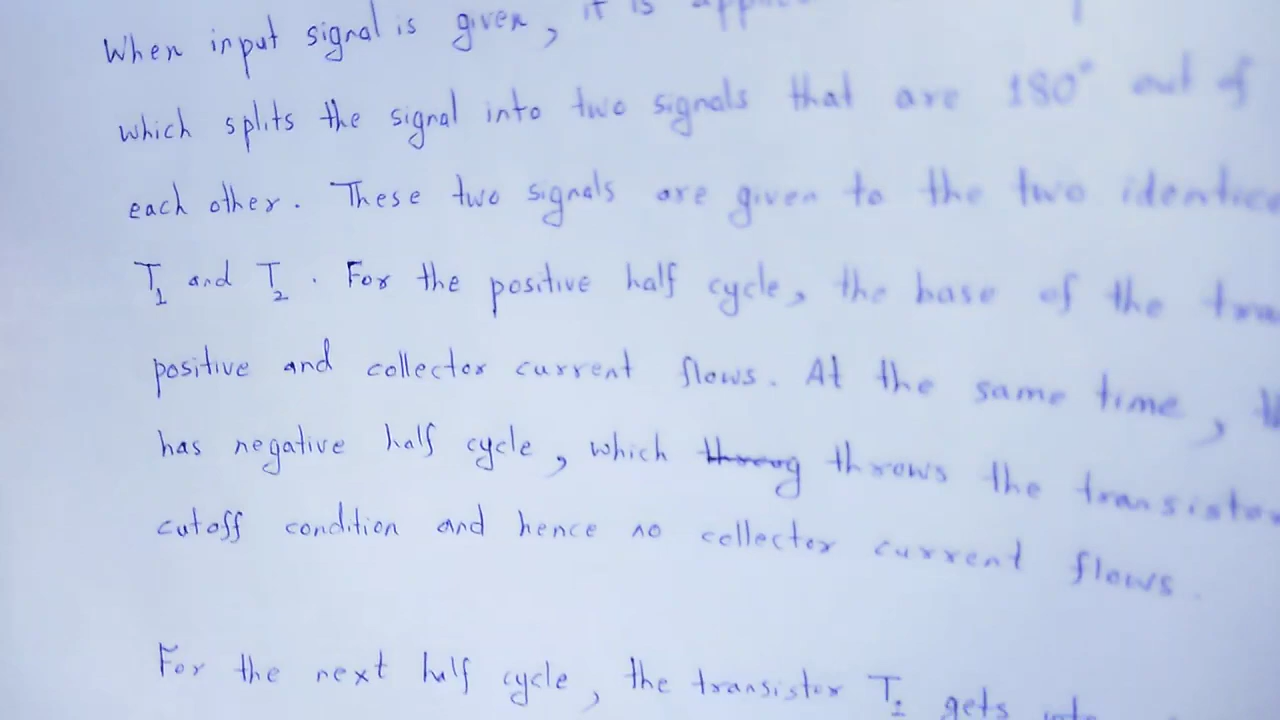 When input signal is given, it is
which splits the signal into two signals that are 180° out of
each other. These two signals are given to the two
T₁ and T₂. For the positive half cycle, the base of the
positive and collector current flows. At the same time,
has negative half cycle, which throws the
cutoff condition and hence no collector current flows.
For the next half cycle, the transistor T₁ gets into